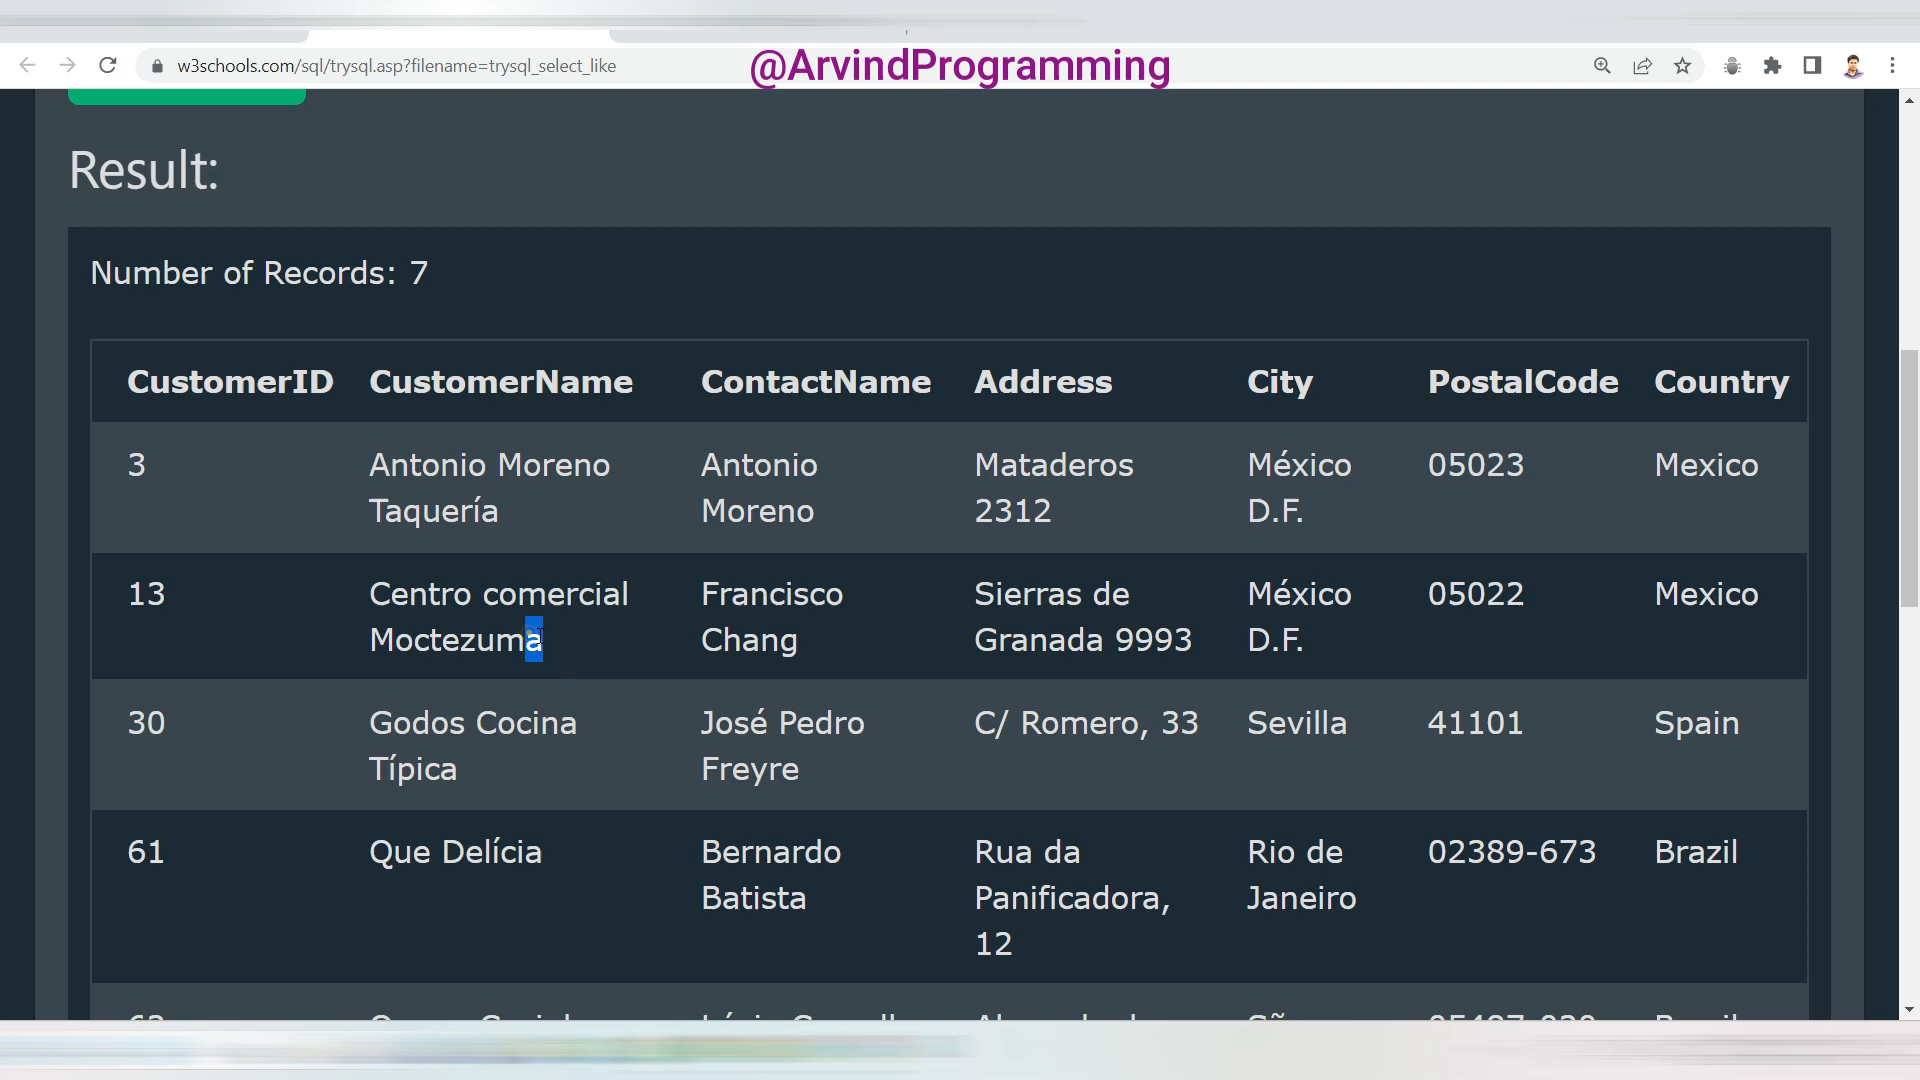 w3schools.com/sql/trysql.asp?filename=trysql_select_like
@ArvindProgramming
Result:
Number of Records: 7
CustomerID CustomerName ContactName Address City PostalCode Country
3 Antonio Moreno Antonio Mataderos México 05023 Mexico
Taquería Moreno 2312 D.F.
13 Centro comercial Francisco Sierras de México 05022 Mexico
Moctezuma Chang Granada 9993 D.F.
30 Godos Cocina José Pedro C/ Romero, 33 Sevilla 41101 Spain
Típica Freyre
61 Que Delícia Bernardo Rua da Rio de 02389-673 Brazil
Batista Panificadora, Janeiro
12